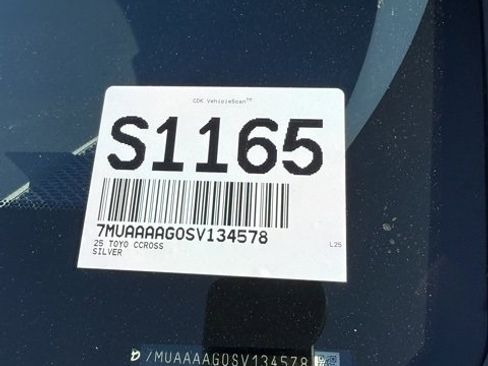 CDK VehicleScan™
S1165
7MUAAAAG0SV134578
25 TOYO CCROSS L25
SILVER
7MUAAAAG0SV134578